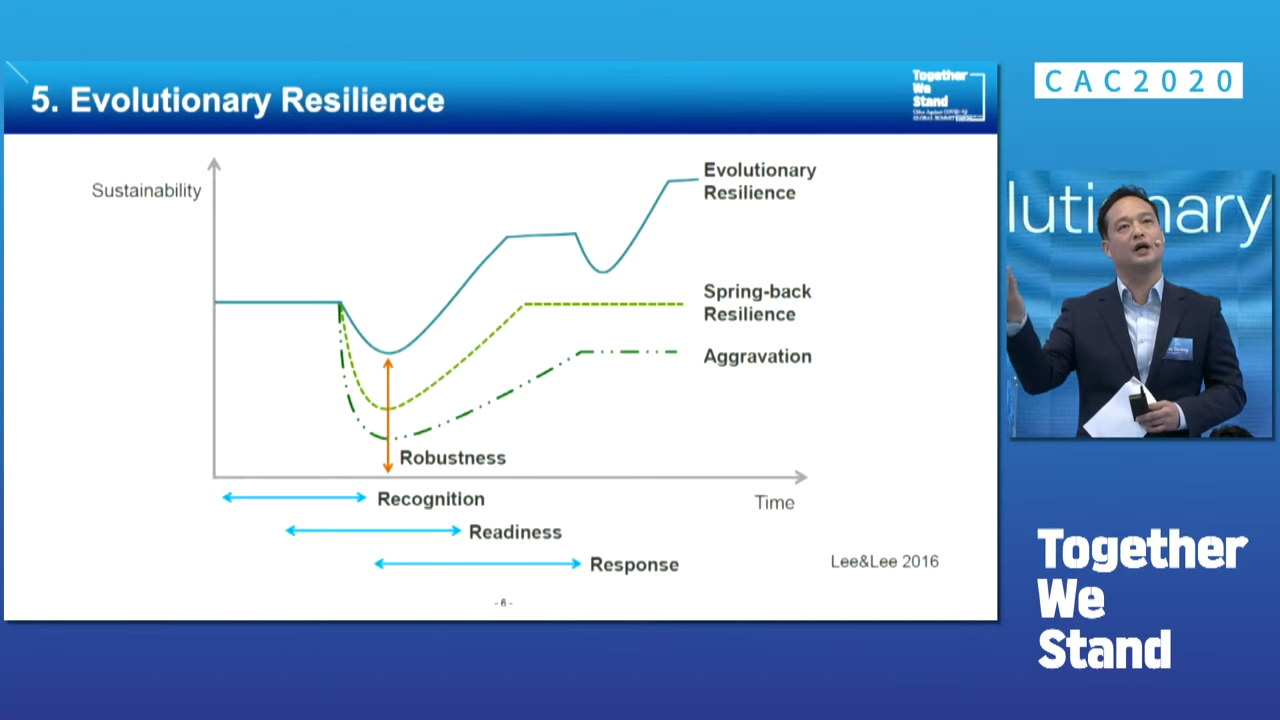 5. Evolutionary Resilience
Together
We
Stand
Sustainability
Evolutionary
Resilience
Spring-back
Resilience
Aggravation
Robustness
Recognition
Readiness
Response
Time
Lee&Lee 2016
- 6 -
CAC2020
lutionary
Together
We
Stand